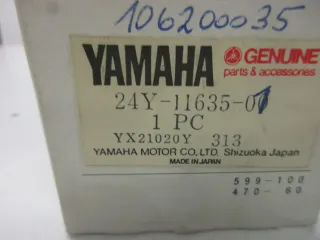 106200035
YAMAHA
GENUINE
parts & accessories
24Y-11635-01
1 PC
YX21020Y 313
YAMAHA MOTOR CO., LTD. Shizuoka Japan
MADE IN JAPAN
599-100
470-60